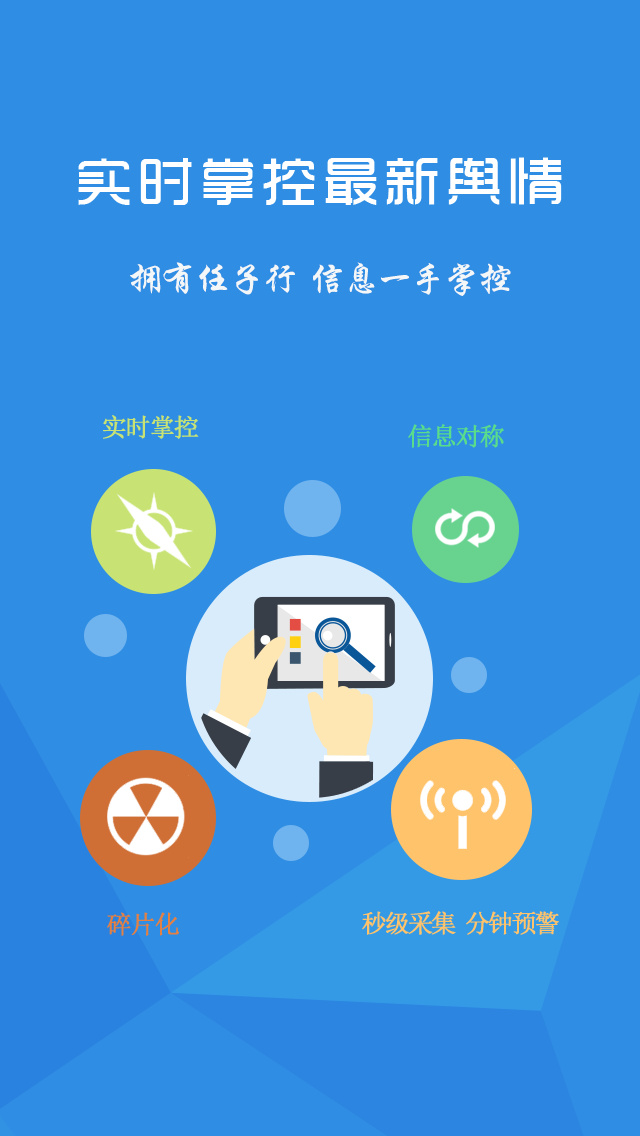 实时掌控最新舆情
拥有任子行 信息一手掌控
实时掌控
信息对称
碎片化
秒级采集 分钟预警